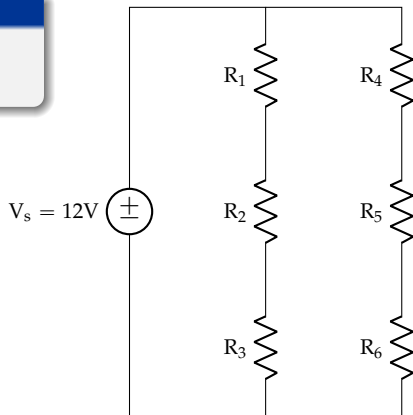 R₁ R₄
Vₛ = 12V ± R₂ R₅
R₃ R₆